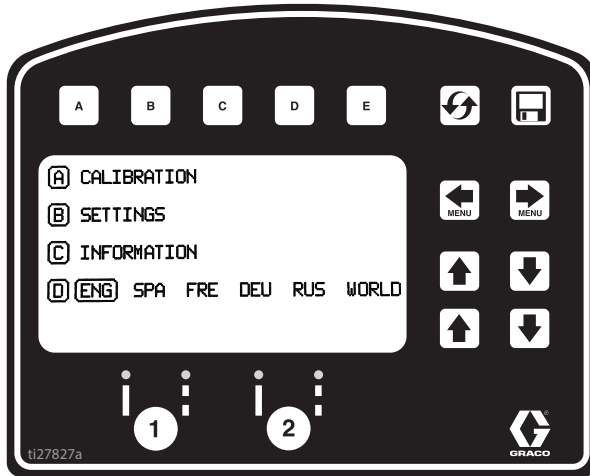 A B C D E
A CALIBRATION
MENU MENU
B SETTINGS
C INFORMATION
D ENG SPA FRE DEU RUS WORLD
1 2
ti27827a
GRACO